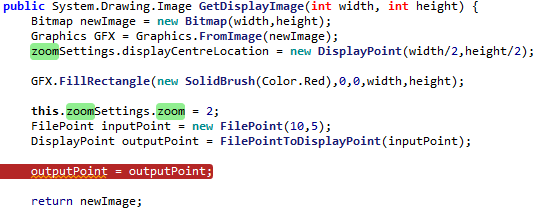 public System.Drawing.Image GetDisplayImage(int width, int height) {
Bitmap newImage = new Bitmap(width,height);
Graphics GFX = Graphics.FromImage(newImage);
zoomSettings.displayCentreLocation = new DisplayPoint(width/2,height/2);
GFX.FillRectangle(new SolidBrush(Color.Red),0,0,width,height);
this.zoomSettings.zoom = 2;
FilePoint inputPoint = new FilePoint(10,5);
DisplayPoint outputPoint = FilePointToDisplayPoint(inputPoint);
outputPoint = outputPoint;
return newImage;